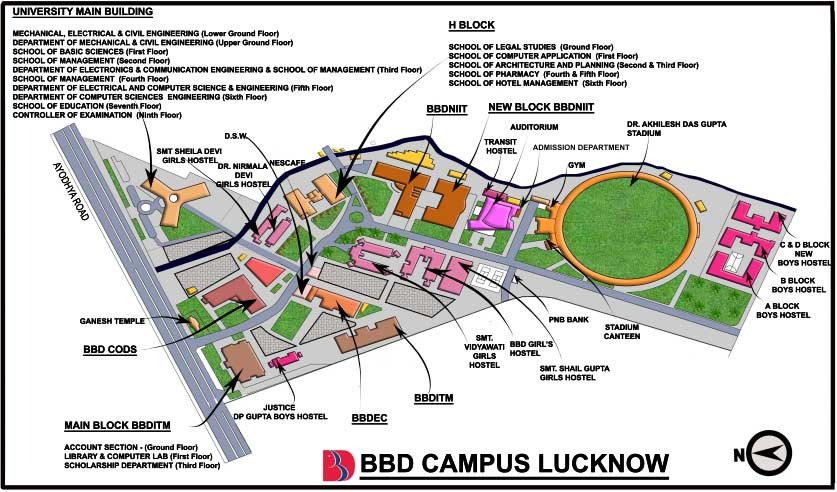 UNIVERSITY MAIN BUILDING
MECHANICAL, ELECTRICAL & CIVIL ENGINEERING (Lower Ground Floor)
DEPARTMENT OF MECHANICAL & CIVIL ENGINEERING (Upper Ground Floor)
SCHOOL OF BASIC SCIENCES (First Floor)
SCHOOL OF MANAGEMENT (Second Floor)
DEPARTMENT OF ELECTRONICS & COMMUNICATION ENGINEERING & SCHOOL OF MANAGEMENT (Third Floor)
SCHOOL OF MANAGEMENT (Fourth Floor)
DEPARTMENT OF ELECTRICAL AND COMPUTER SCIENCE & ENGINEERING (Fifth Floor)
DEPARTMENT OF COMPUTER SCIENCES ENGINEERING (Sixth Floor)
SCHOOL OF EDUCATION (Seventh Floor)
CONTROLLER OF EXAMINATION (Ninth Floor)
H BLOCK
SCHOOL OF LEGAL STUDIES (Ground Floor)
SCHOOL OF COMPUTER APPLICATION (First Floor)
SCHOOL OF ARCHITECTURE AND PLANNING (Second & Third Floor)
SCHOOL OF PHARMACY (Fourth & Fifth Floor)
SCHOOL OF HOTEL MANAGEMENT (Sixth Floor)
BBDNIIT
NEW BLOCK BBDNIIT
AUDITORIUM
DR. AKHILESH DAS GUPTA
STADIUM
D.S.W.
TRANSIT
HOSTEL
ADMISSION DEPARTMENT
SMT SHEILA DEVI
GIRLS HOSTEL
DR. NIRMALA
DEVI
GIRLS HOSTEL
NESCAFE
GYM
AYODHYA ROAD
C & D BLOCK
NEW
BOYS HOSTEL
B BLOCK
BOYS HOSTEL
A BLOCK
BOYS HOSTEL
GANESH TEMPLE
PNB BANK
STADIUM
CANTEEN
BBD CODS
SMT.
VIDYAWATI
GIRLS
HOSTEL
BBD GIRL'S
HOSTEL
SMT. SHAIL GUPTA
GIRLS HOSTEL
BBDITM
JUSTICE
DP GUPTA BOYS HOSTEL
BBDEC
MAIN BLOCK BBDITM
ACCOUNT SECTION - (Ground Floor)
LIBRARY & COMPUTER LAB (First Floor)
SCHOLARSHIP DEPARTMENT (Third Floor)
BBD CAMPUS LUCKNOW
N